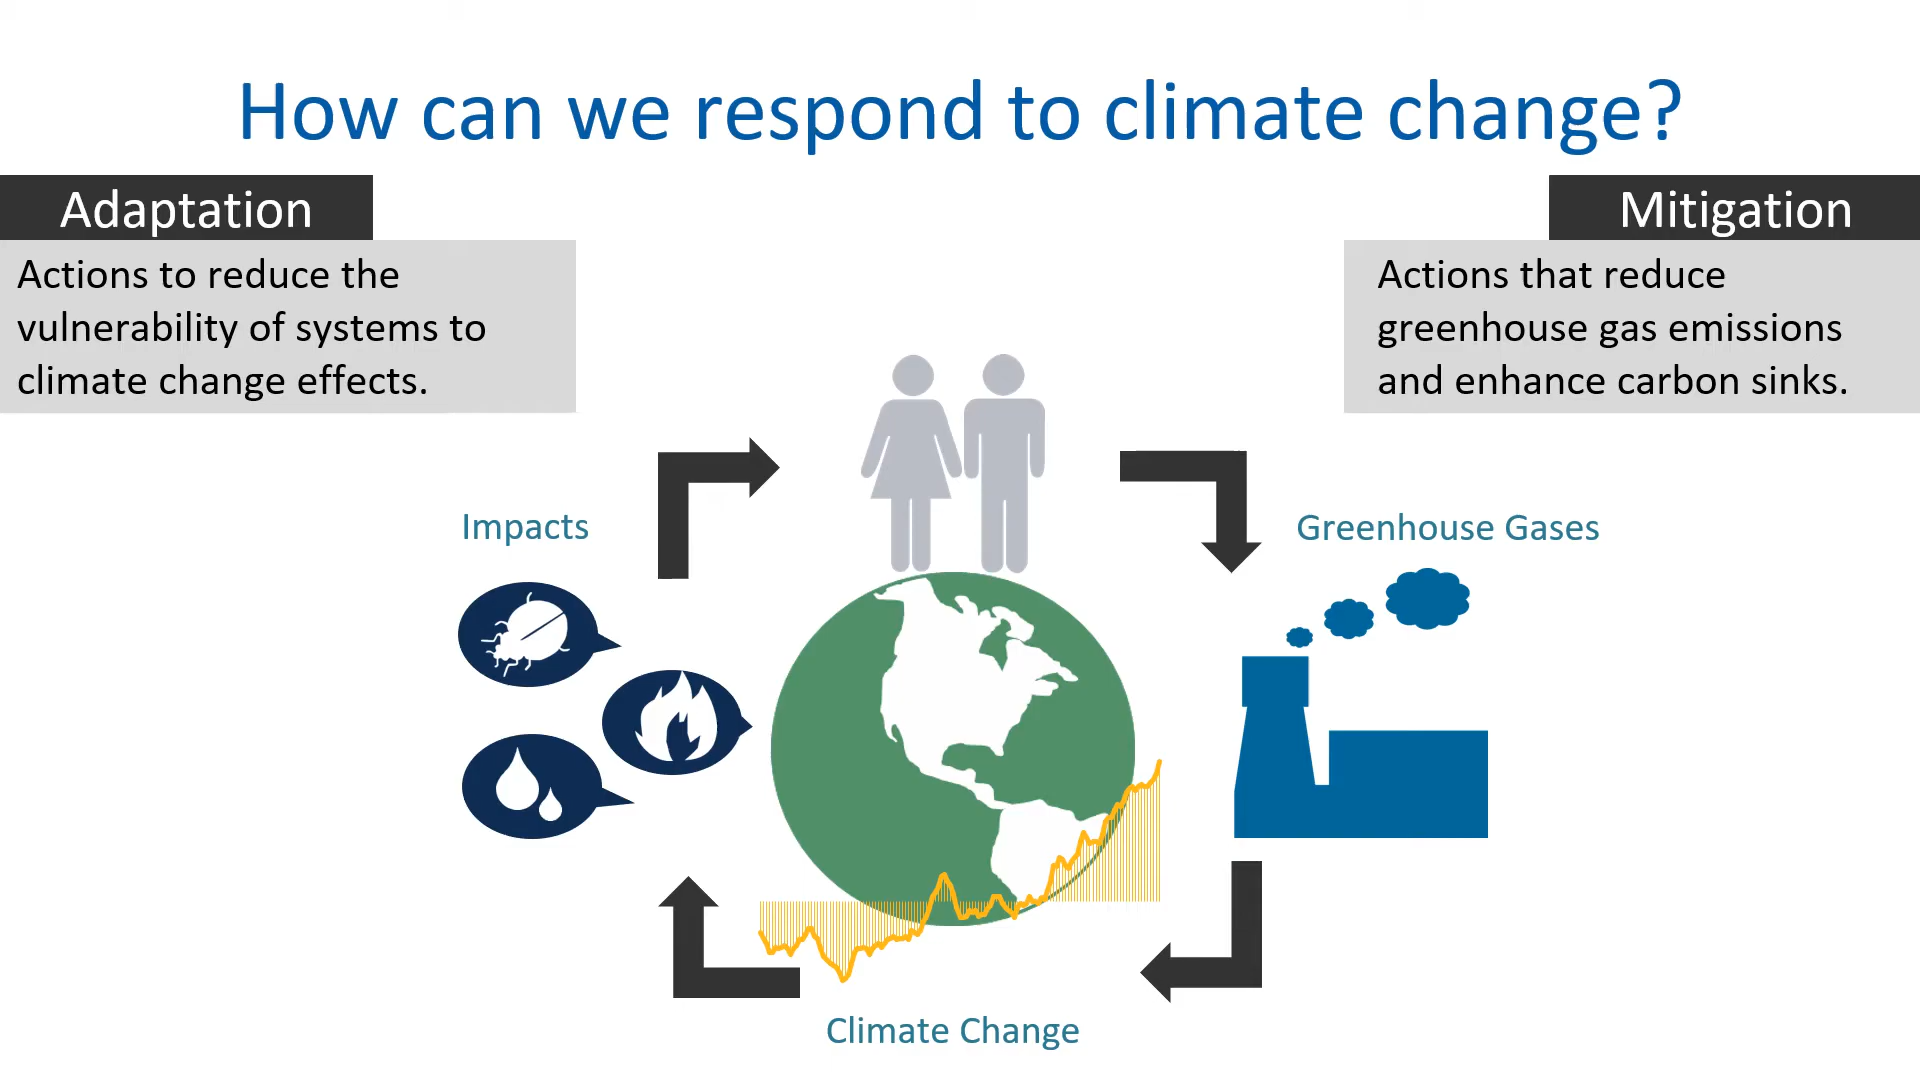 How can we respond to climate change?
Adaptation
Actions to reduce the
vulnerability of systems to
climate change effects.
Mitigation
Actions that reduce
greenhouse gas emissions
and enhance carbon sinks.
Impacts
Greenhouse Gases
Climate Change